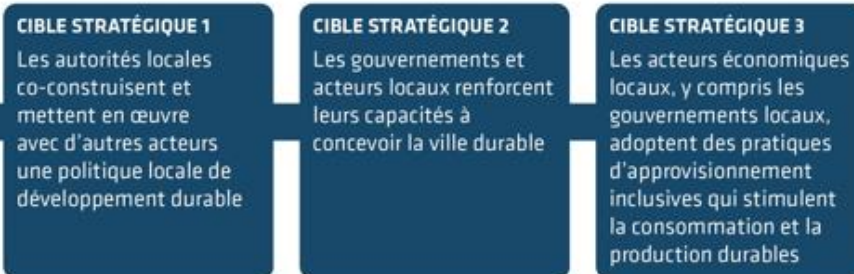 CIBLE STRATÉGIQUE 1
Les autorités locales
co-construisent et
mettent en œuvre
avec d'autres acteurs
une politique locale de
développement durable
CIBLE STRATÉGIQUE 2
Les gouvernements et
acteurs locaux renforcent
leurs capacités à
concevoir la ville durable
CIBLE STRATÉGIQUE 3
Les acteurs économiques
locaux, y compris les
gouvernements locaux,
adoptent des pratiques
d'approvisionnement
inclusives qui stimulent
la consommation et la
production durables